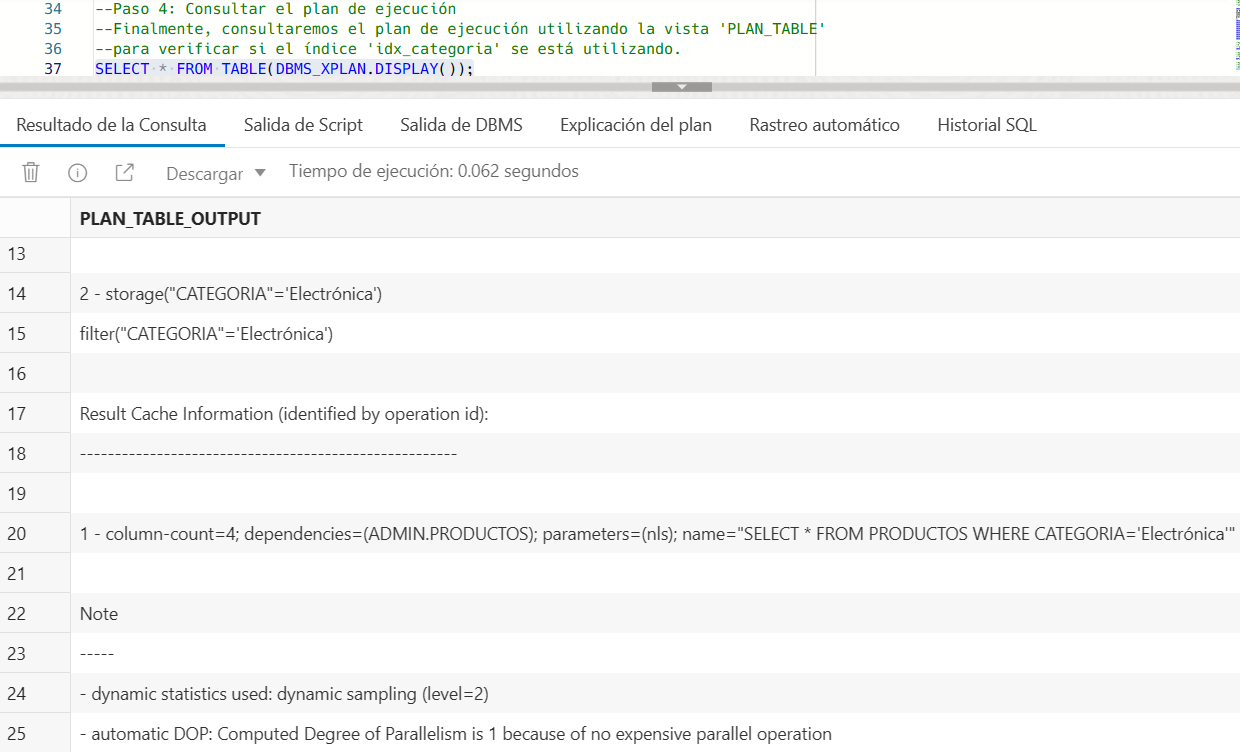 34 --Paso 4: Consultar el plan de ejecución
35 --Finalmente, consultaremos el plan de ejecución utilizando la vista 'PLAN_TABLE'
36 --para verificar si el índice 'idx_categoria' se está utilizando.
37 SELECT * FROM TABLE(DBMS_XPLAN.DISPLAY());
Resultado de la Consulta Salida de Script Salida de DBMS Explicación del plan Rastreo automático Historial SQL
Descargar Tiempo de ejecución: 0.062 segundos
PLAN_TABLE_OUTPUT
13
14 2 - storage("CATEGORIA"='Electrónica')
15 filter("CATEGORIA"='Electrónica')
16
17 Result Cache Information (identified by operation id):
18 ------------------------------------------------------
19
20 1 - column-count=4; dependencies=(ADMIN.PRODUCTOS); parameters=(nls); name="SELECT * FROM PRODUCTOS WHERE CATEGORIA='Electrónica'"
21
22 Note
23 -----
24 - dynamic statistics used: dynamic sampling (level=2)
25 - automatic DOP: Computed Degree of Parallelism is 1 because of no expensive parallel operation